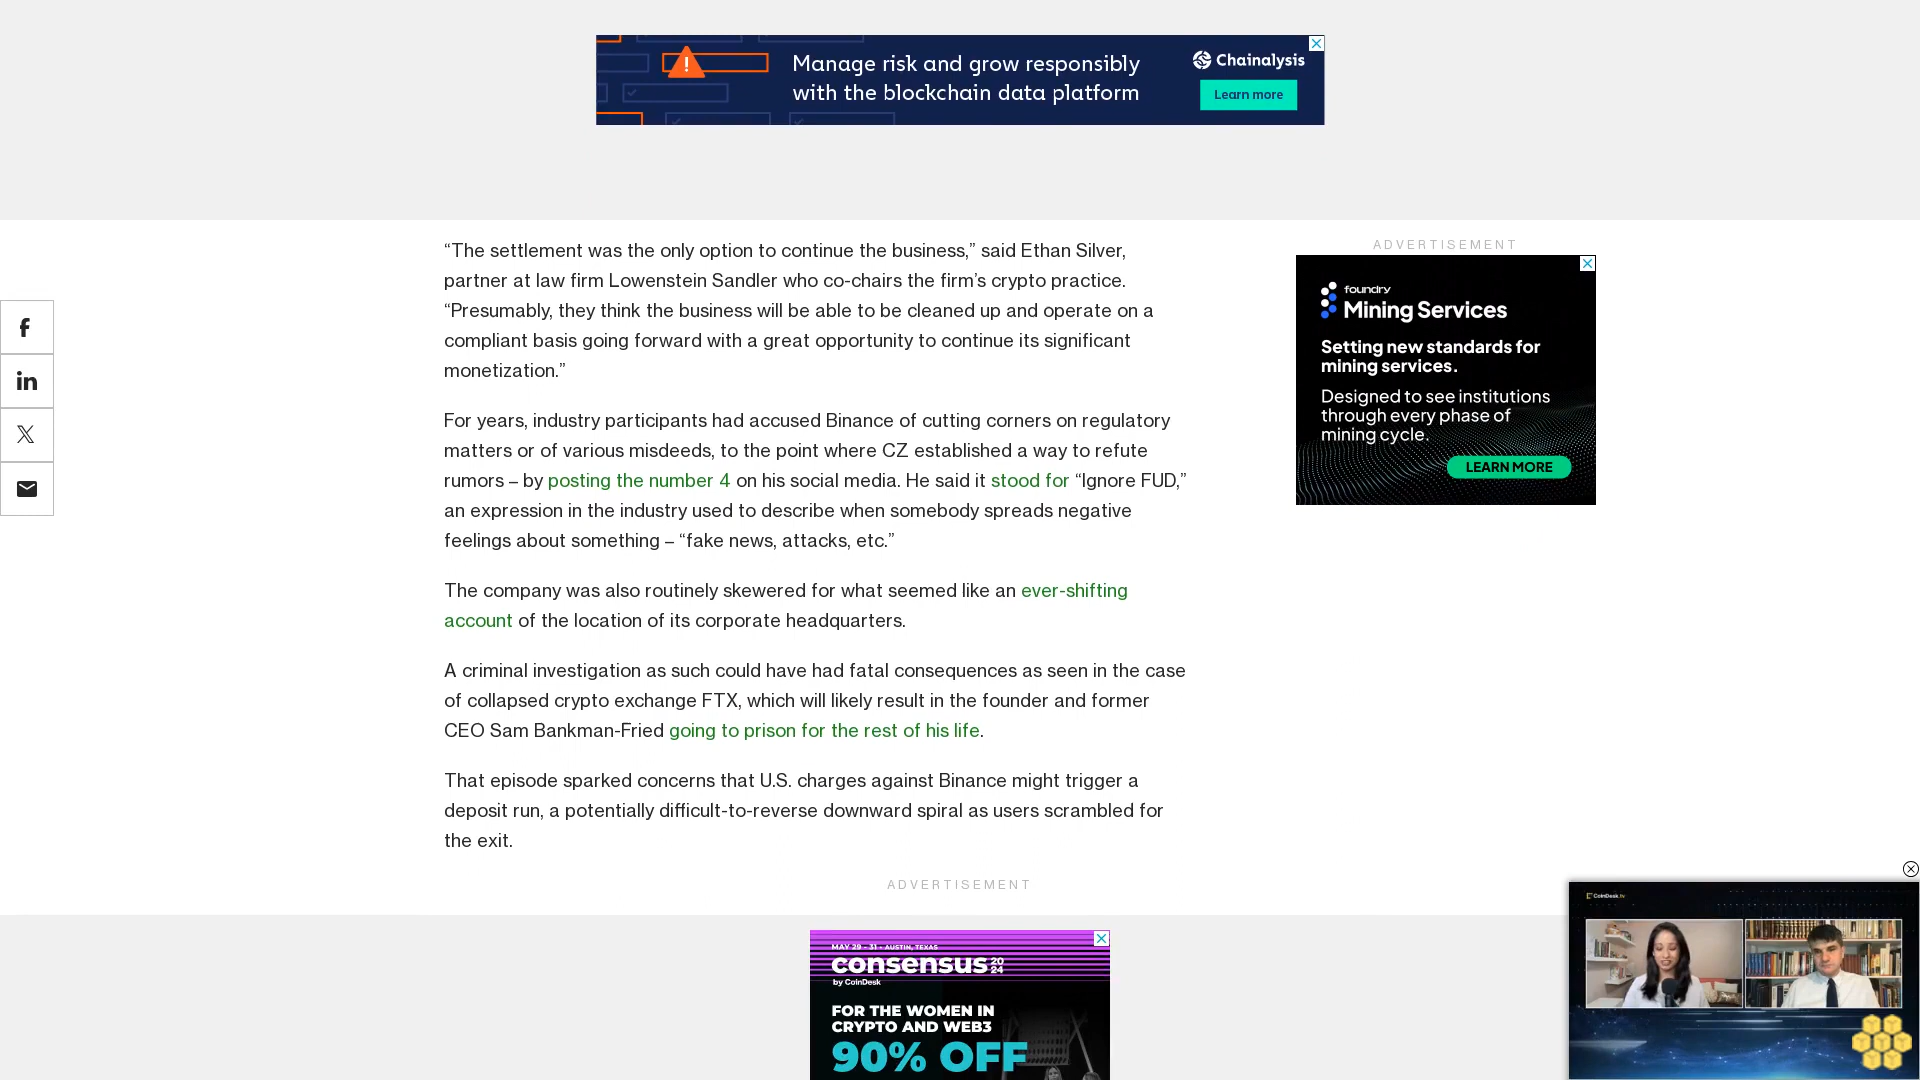 Manage risk and grow responsibly
with the blockchain data platform
Chainalysis
Learn more
“The settlement was the only option to continue the business,” said Ethan Silver,
partner at law firm Lowenstein Sandler who co-chairs the firm’s crypto practice.
“Presumably, they think the business will be able to be cleaned up and operate on a
compliant basis going forward with a great opportunity to continue its significant
monetization.”
For years, industry participants had accused Binance of cutting corners on regulatory
matters or of various misdeeds, to the point where CZ established a way to refute
rumors – by posting the number 4 on his social media. He said it stood for “Ignore FUD,”
an expression in the industry used to describe when somebody spreads negative
feelings about something – “fake news, attacks, etc.”
The company was also routinely skewered for what seemed like an ever-shifting
account of the location of its corporate headquarters.
A criminal investigation as such could have had fatal consequences as seen in the case
of collapsed crypto exchange FTX, which will likely result in the founder and former
CEO Sam Bankman-Fried going to prison for the rest of his life.
That episode sparked concerns that U.S. charges against Binance might trigger a
deposit run, a potentially difficult-to-reverse downward spiral as users scrambled for
the exit.
ADVERTISEMENT
ADVERTISEMENT
foundry
Mining Services
Setting new standards for
mining services.
Designed to see institutions
through every phase of
mining cycle.
LEARN MORE
MAY 29 - 31 - AUSTIN, TEXAS
consensus 20
24
by CoinDesk
FOR THE WOMEN IN
CRYPTO AND WEB3
90% OFF
CoinDesk.tv